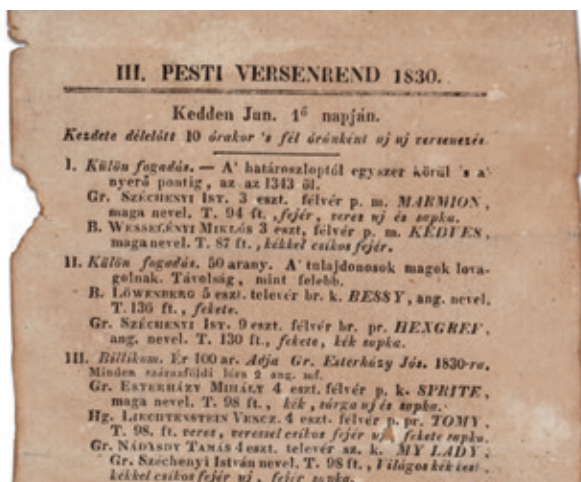 III. PESTI VERSENREND 1830.
Kedden Jun. 1ő napján.
Kezdete délelőtt 10 órakor 's fél óránként uj uj versenezés
I. Külön fogadás. — A' határoszloptól egyszer körül 's a'
nyerő pontig, az az 1343 öl.
Gr. SZÉCHENYI IST. 3 eszt. félvér p. m. MARMION,
maga nevel. T. 94 ft., fejér, veres uj és sapka.
B. WESSELÉNYI MIKLÓS 3 eszt. félvér p. m. KEDVES,
maga nevel. T. 87 ft., kékkel csikos fejér.
II. Külön fogadás. 50 arany. A' tulajdonosok magok lova-
golnak. Távolság, mint felebb.
B. LÖWENBERG 5 eszt. televér br. k. BESSY, ang. nevel.
T. 136 ft., fekete.
Gr. SZÉCHENYI IST. 9 eszt. félvér br. pr. HEXGREF,
ang. nevel. T. 130 ft., fekete, kék sapka.
III. Billikom. Ér 100 ar. Adja Gr. Esterházy Jós. 1830-ra.
Minden szárazföldi lóra 2 ang. mf.
Gr. ESTERHÁZY MIHÁLY 4 eszt. félvér p. k. SPRITE,
maga nevel. T. 98 ft., kék, sárga uj és sapka.
Hg. LIECHTENSTEIN VENCZ. 4 eszt. félvér p. pr. TOMY,
T. 98. ft. veres, veressel csikos fejér uj, fekete sapka.
Gr. NÁDASDY TAMÁS 4 eszt. televér sz. k. MY LADY,
Gr. Széchenyi István nevel. T. 98 ft., Világos kék test
kékkel csikos fejér uj, fejér sapka.